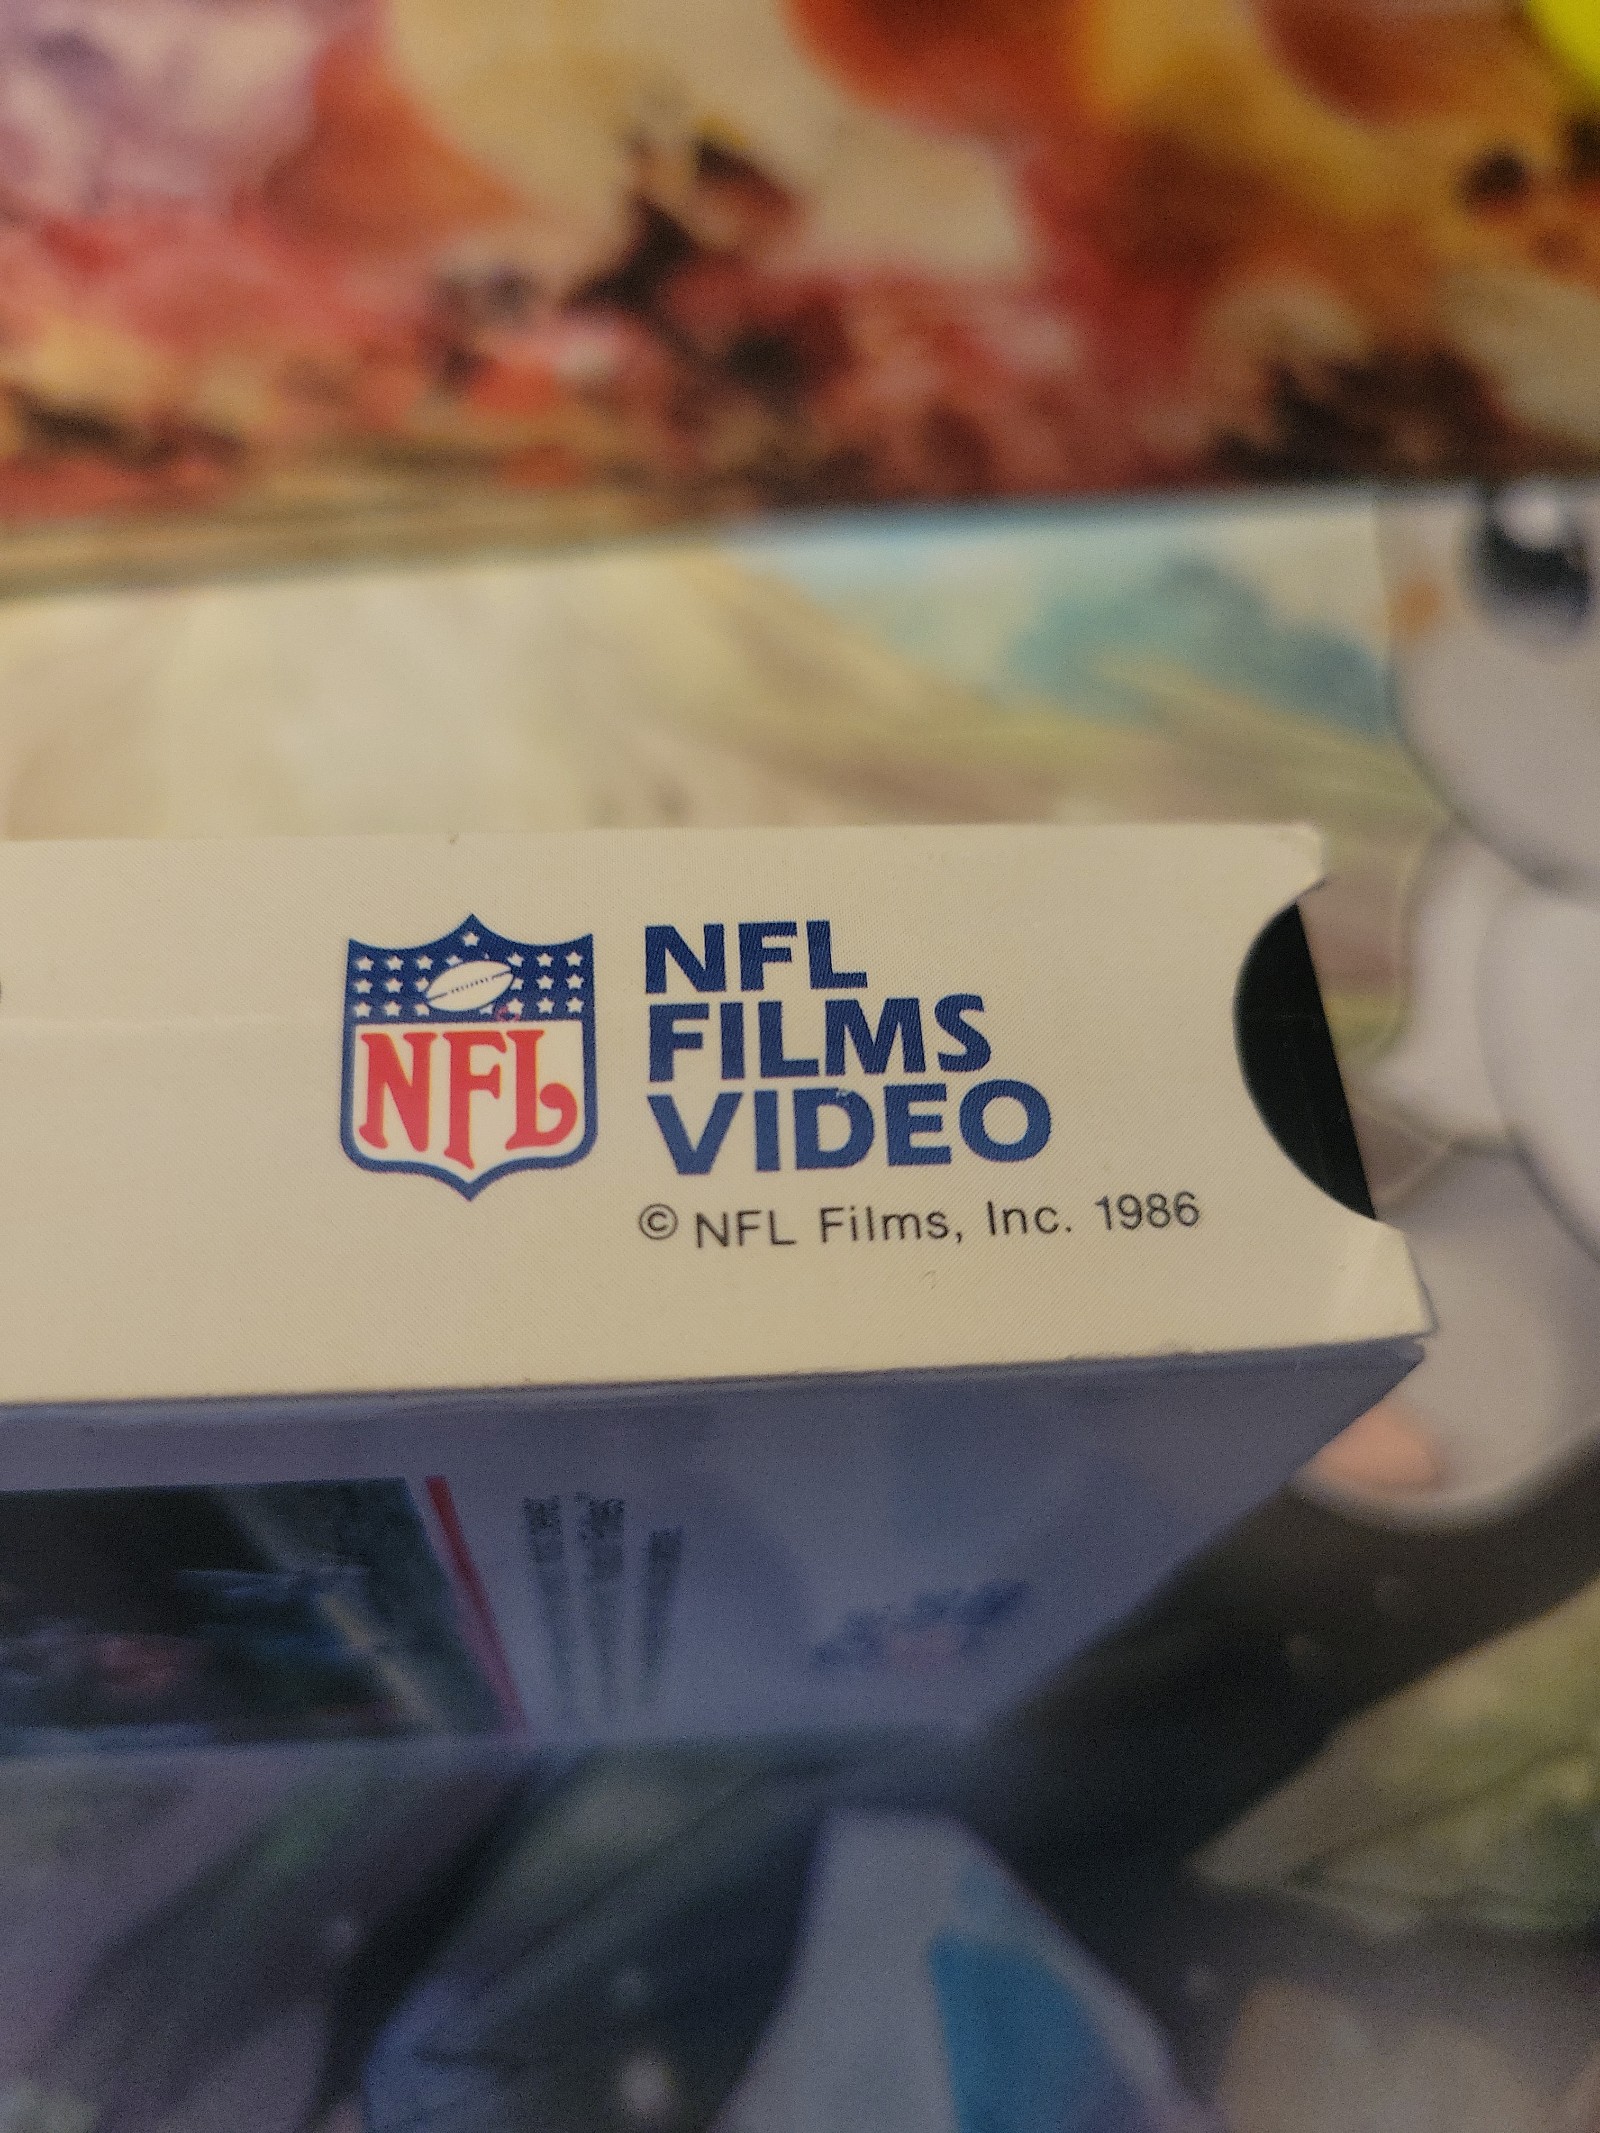 NFL
NFL
FILMS
VIDEO
© NFL Films, Inc. 1986